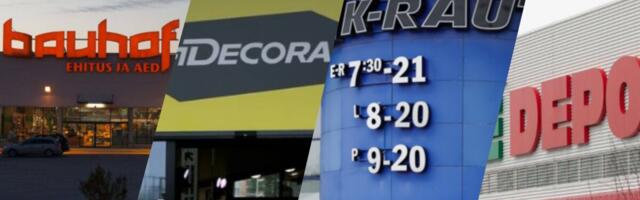 bauhof
EHITUS JA AED
DECORA
K-RAU
E-R 7:30-21
L 8-20
P 9-20
DEPO